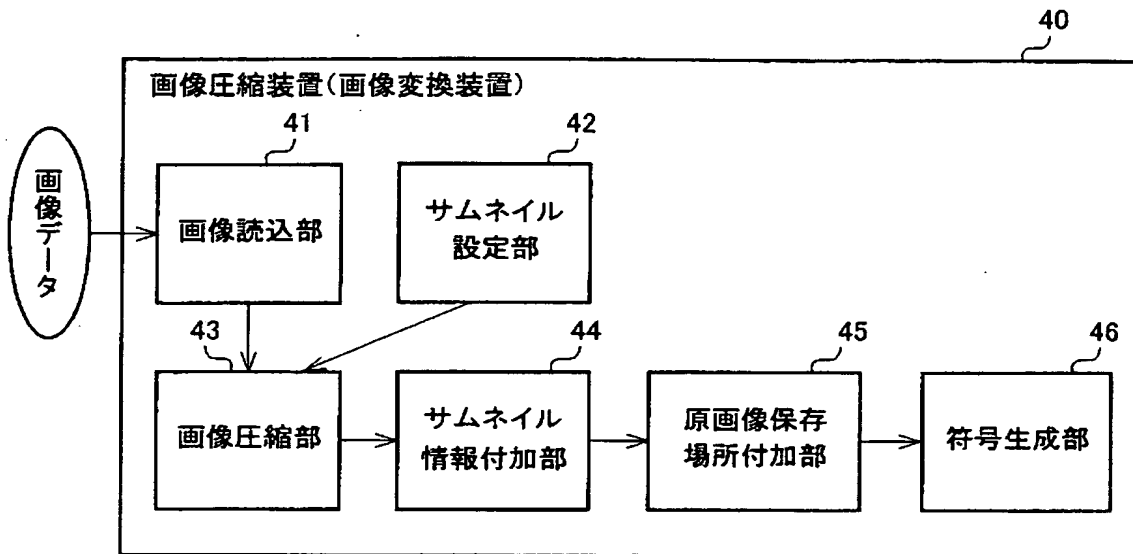 40
画像圧縮装置(画像変換装置)
画像データ
41
画像読込部
42
サムネイル
設定部
43
画像圧縮部
44
サムネイル
情報付加部
45
原画像保存
場所付加部
46
符号生成部